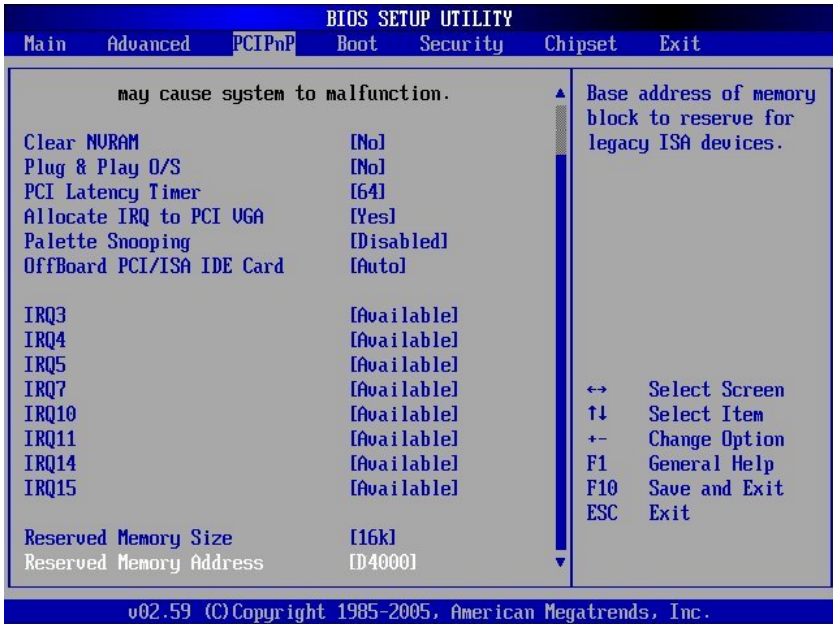 BIOS SETUP UTILITY
Main Advanced PCIPnP Boot Security Chipset Exit
may cause system to malfunction.
Clear NVRAM [No]
Plug & Play O/S [No]
PCI Latency Timer [64]
Allocate IRQ to PCI VGA [Yes]
Palette Snooping [Disabled]
OffBoard PCI/ISA IDE Card [Auto]
IRQ3 [Available]
IRQ4 [Available]
IRQ5 [Available]
IRQ7 [Available]
IRQ10 [Available]
IRQ11 [Available]
IRQ14 [Available]
IRQ15 [Available]
Reserved Memory Size [16k]
Reserved Memory Address [D4000]
Base address of memory
block to reserve for
legacy ISA devices.
↔ Select Screen
↑↓ Select Item
+- Change Option
F1 General Help
F10 Save and Exit
ESC Exit
v02.59 (C)Copyright 1985-2005, American Megatrends, Inc.